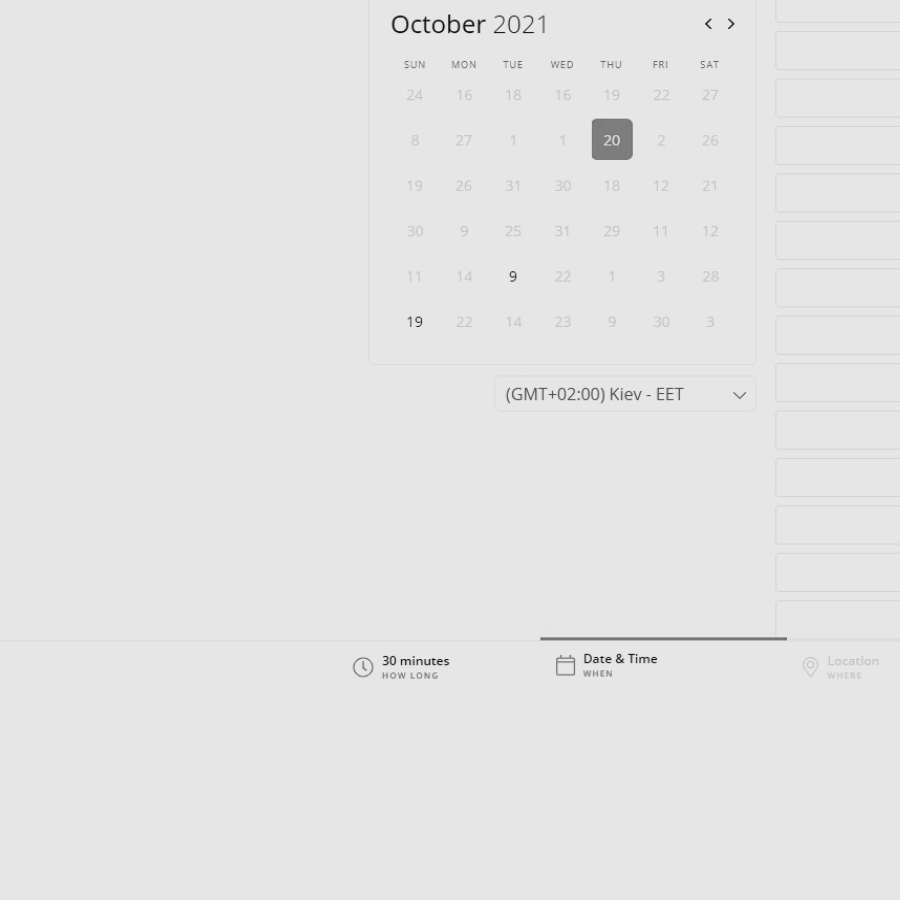 October 2021
SUN MON TUE WED THU FRI SAT
24 16 18 16 19 22 27
8 27 1 1 20 2 26
19 26 31 30 18 12 21
30 9 25 31 29 11 12
11 14 9 22 1 3 28
19 22 14 23 9 30 3
(GMT+02:00) Kiev - EET
30 minutes
HOW LONG
Date & Time
WHEN
Location
WHERE